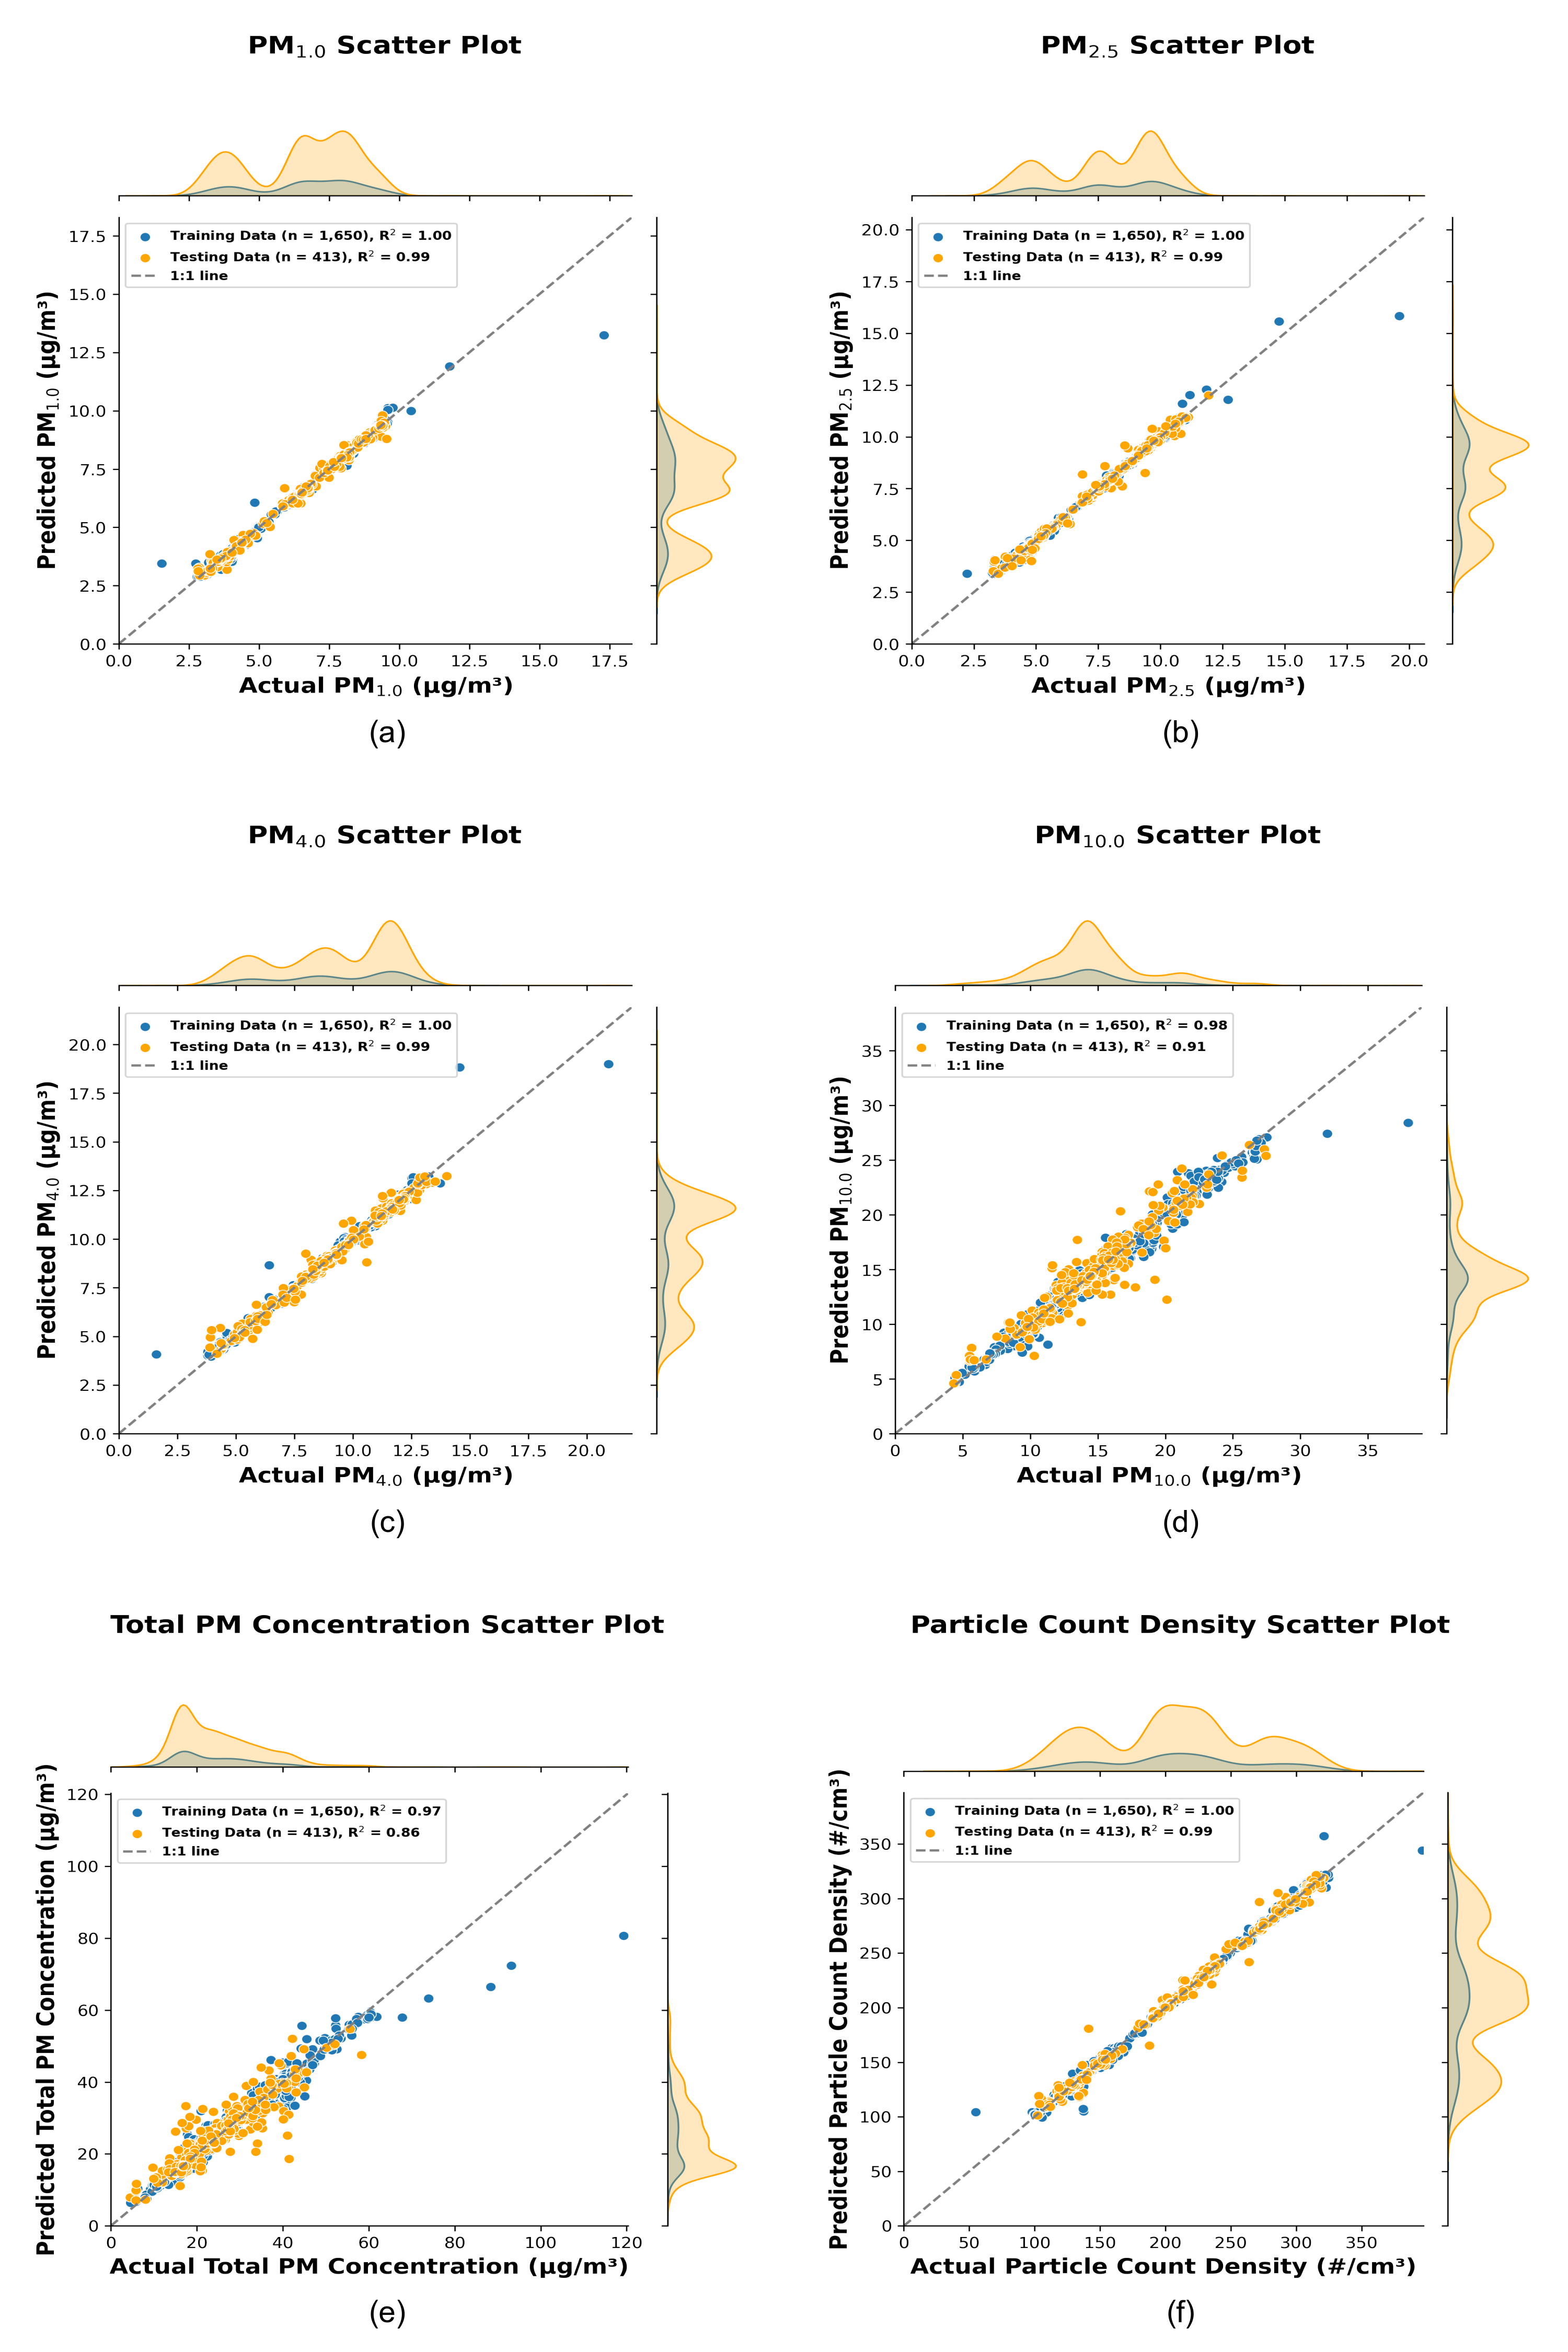 PM1.0 Scatter Plot
Training Data (n = 1,650), R² = 1.00
Testing Data (n = 413), R² = 0.99
1:1 line
Predicted PM1.0 (μg/m³)
17.5
15.0
12.5
10.0
7.5
5.0
2.5
0.0
0.0 2.5 5.0 7.5 10.0 12.5 15.0 17.5
Actual PM1.0 (μg/m³)
(a)
PM2.5 Scatter Plot
Training Data (n = 1,650), R² = 1.00
Testing Data (n = 413), R² = 0.99
1:1 line
Predicted PM2.5 (μg/m³)
20.0
17.5
15.0
12.5
10.0
7.5
5.0
2.5
0.0
0.0 2.5 5.0 7.5 10.0 12.5 15.0 17.5 20.0
Actual PM2.5 (μg/m³)
(b)
PM4.0 Scatter Plot
Training Data (n = 1,650), R² = 1.00
Testing Data (n = 413), R² = 0.99
1:1 line
Predicted PM4.0 (μg/m³)
20.0
17.5
15.0
12.5
10.0
7.5
5.0
2.5
0.0
0.0 2.5 5.0 7.5 10.0 12.5 15.0 17.5 20.0
Actual PM4.0 (μg/m³)
(c)
PM10.0 Scatter Plot
Training Data (n = 1,650), R² = 0.98
Testing Data (n = 413), R² = 0.91
1:1 line
Predicted PM10.0 (μg/m³)
35
30
25
20
15
10
5
0
0 5 10 15 20 25 30 35
Actual PM10.0 (μg/m³)
(d)
Total PM Concentration Scatter Plot
Training Data (n = 1,650), R² = 0.97
Testing Data (n = 413), R² = 0.86
1:1 line
Predicted Total PM Concentration (μg/m³)
120
100
80
60
40
20
0
0 20 40 60 80 100 120
Actual Total PM Concentration (μg/m³)
(e)
Particle Count Density Scatter Plot
Training Data (n = 1,650), R² = 1.00
Testing Data (n = 413), R² = 0.99
1:1 line
Predicted Particle Count Density (#/cm³)
350
300
250
200
150
100
50
0
0 50 100 150 200 250 300 350
Actual Particle Count Density (#/cm³)
(f)